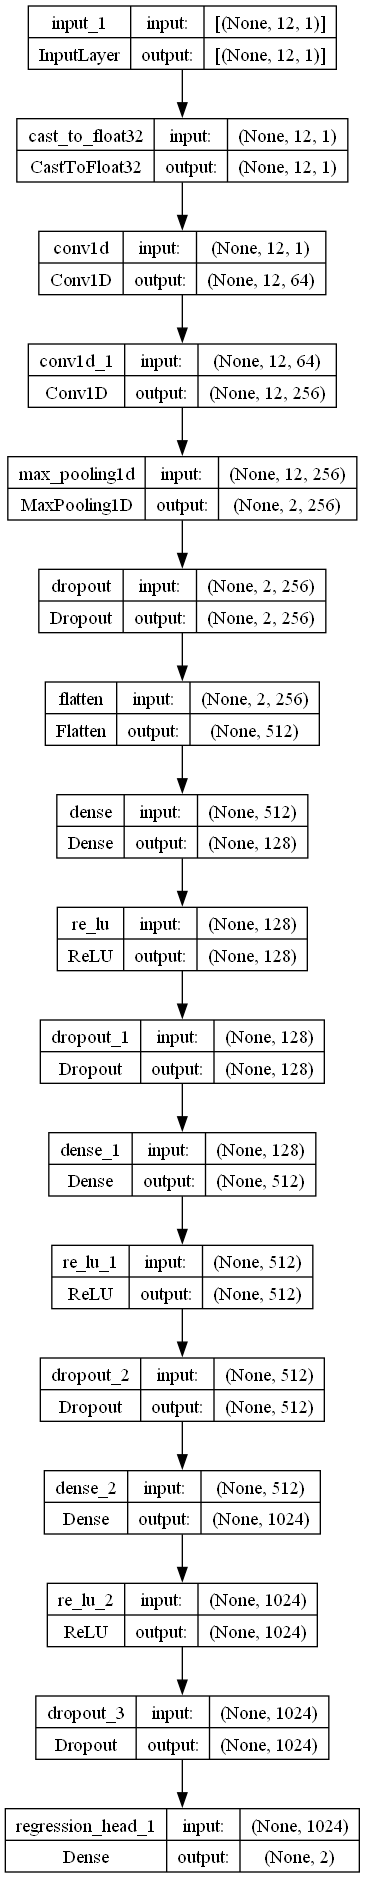 input_1 input: [(None, 12, 1)]
InputLayer output: [(None, 12, 1)]
cast_to_float32 input: (None, 12, 1)
CastToFloat32 output: (None, 12, 1)
conv1d input: (None, 12, 1)
Conv1D output: (None, 12, 64)
conv1d_1 input: (None, 12, 64)
Conv1D output: (None, 12, 256)
max_pooling1d input: (None, 12, 256)
MaxPooling1D output: (None, 2, 256)
dropout input: (None, 2, 256)
Dropout output: (None, 2, 256)
flatten input: (None, 2, 256)
Flatten output: (None, 512)
dense input: (None, 512)
Dense output: (None, 128)
re_lu input: (None, 128)
ReLU output: (None, 128)
dropout_1 input: (None, 128)
Dropout output: (None, 128)
dense_1 input: (None, 128)
Dense output: (None, 512)
re_lu_1 input: (None, 512)
ReLU output: (None, 512)
dropout_2 input: (None, 512)
Dropout output: (None, 512)
dense_2 input: (None, 512)
Dense output: (None, 1024)
re_lu_2 input: (None, 1024)
ReLU output: (None, 1024)
dropout_3 input: (None, 1024)
Dropout output: (None, 1024)
regression_head_1 input: (None, 1024)
Dense output: (None, 2)